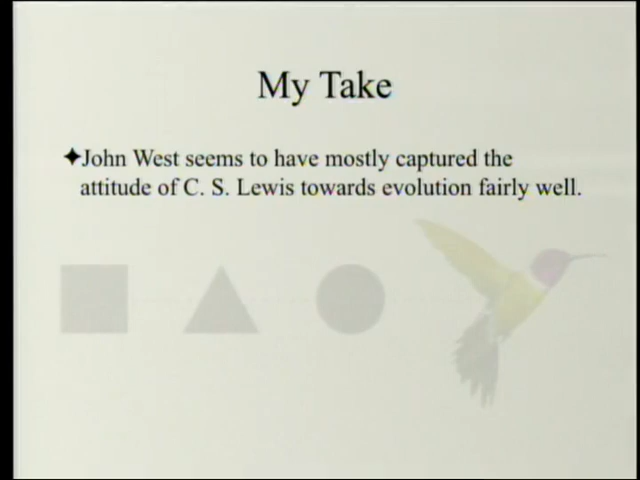 My Take
✦John West seems to have mostly captured the
attitude of C. S. Lewis towards evolution fairly well.